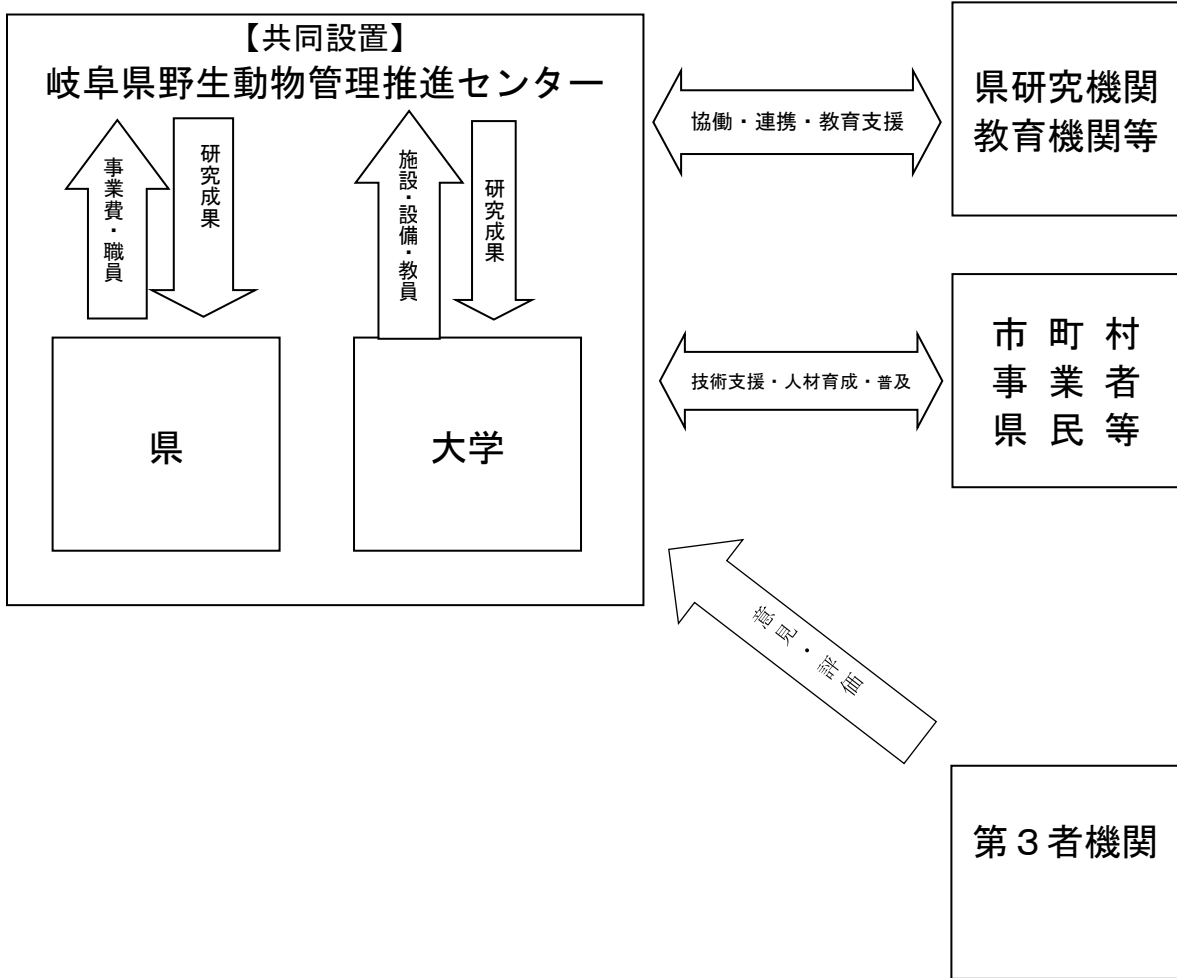 【共同設置】
岐阜県野生動物管理推進センター
事業費・職員
研究成果
施設・設備・教員
研究成果
県
大学
協働・連携・教育支援
県研究機関
教育機関等
技術支援・人材育成・普及
市町村
事業者
県民等
意見・評価
第３者機関